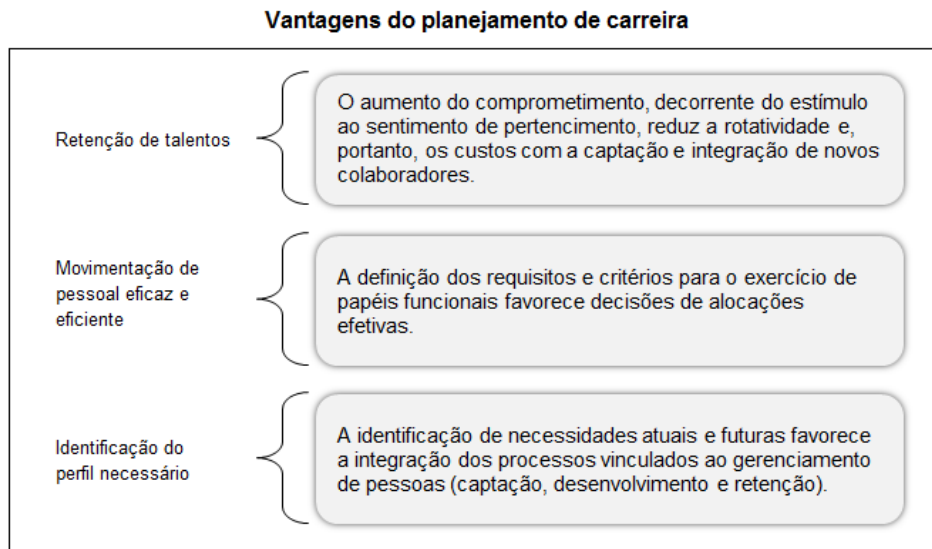 Vantagens do planejamento de carreira
Retenção de talentos
O aumento do comprometimento, decorrente do estímulo
ao sentimento de pertencimento, reduz a rotatividade e,
portanto, os custos com a captação e integração de novos
colaboradores.
Movimentação de
pessoal eficaz e
eficiente
A definição dos requisitos e critérios para o exercício de
papéis funcionais favorece decisões de alocações
efetivas.
Identificação do
perfil necessário
A identificação de necessidades atuais e futuras favorece
a integração dos processos vinculados ao gerenciamento
de pessoas (captação, desenvolvimento e retenção).